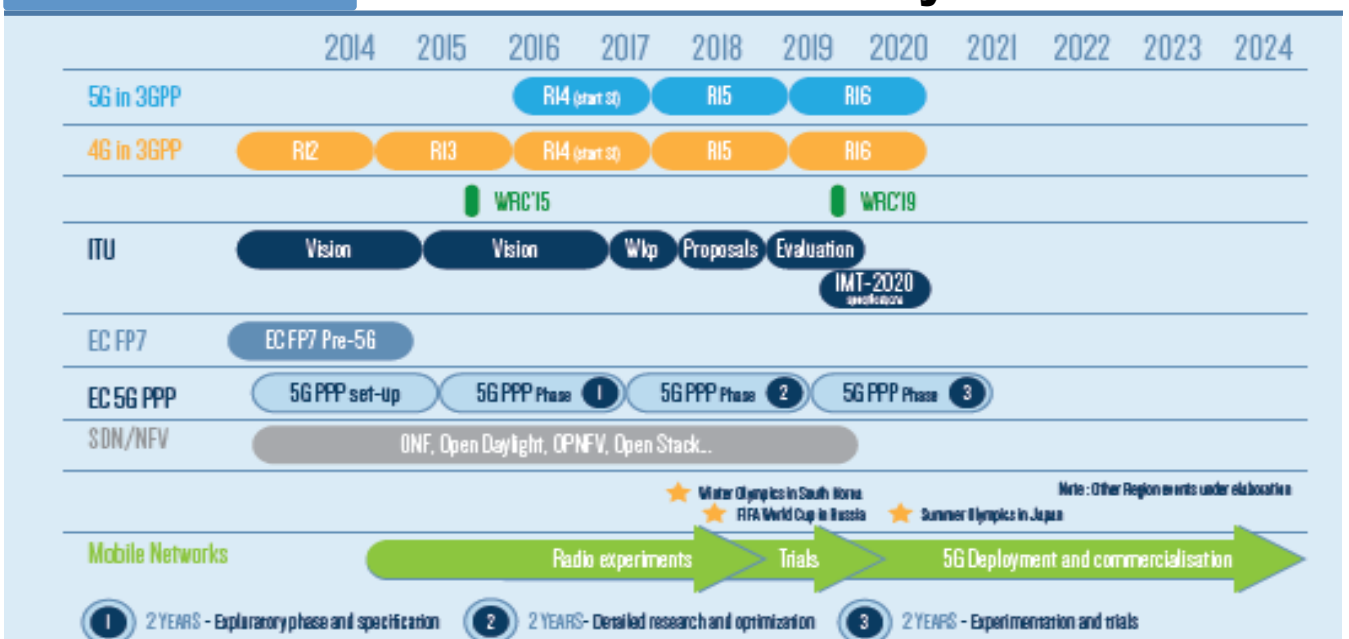 2014 2015 2016 2017 2018 2019 2020 2021 2022 2023 2024
5G in 3GPP R14 (start SI) R15 R16
4G in 3GPP R12 R13 R14 (start SI) R15 R16
WRC'15 WRC'19
ITU Vision Vision Wkp Proposals Evaluation
IMT-2020
specifications
EC FP7 EC FP7 Pre-5G
EC 5G PPP 5G PPP set-up 5G PPP Phase 1 5G PPP Phase 2 5G PPP Phase 3
SDN/NFV ONF, Open Daylight, OPNFV, Open Stack...
Winter Olympics in South Korea Note : Other Region events under elaboration
FIFA World Cup in Russia Summer Olympics in Japan
Mobile Networks Radio experiments Trials 5G Deployment and commercialisation
1 2 YEARS - Exploratory phase and specification 2 2 YEARS- Detailed research and optimization 3 2 YEARS - Experimentation and trials